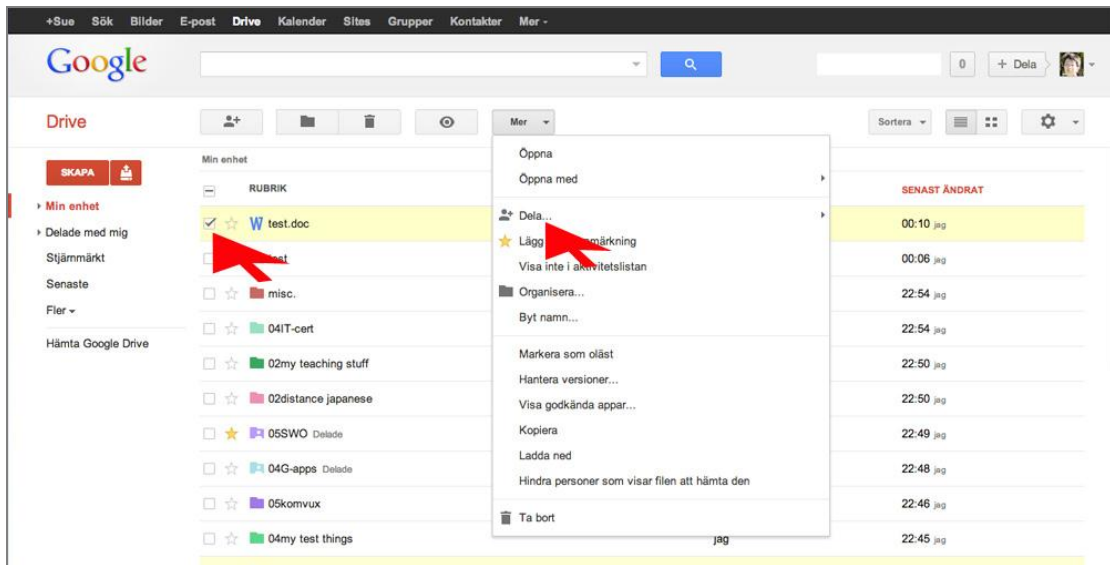 +Sue Sök Bilder E-post Drive Kalender Sites Grupper Kontakter Mer
Google
0 + Dela
Drive
Mer
Sortera
SKAPA
Min enhet
Delade med mig
Stjärnmärkt
Senaste
Fler
Hämta Google Drive
Min enhet
RUBRIK SENAST ÄNDRAT
test.doc 00:10 jag
00:06 jag
misc. 22:54 jag
04IT-cert 22:54 jag
02my teaching stuff 22:50 jag
02distance japanese 22:50 jag
05SWO Delade 22:49 jag
04G-apps Delade 22:48 jag
05komvux 22:46 jag
04my test things jag 22:45 jag
Öppna
Öppna med
Dela...
Lägg
Visa inte i aktivitetslistan
Organisera...
Byt namn...
Markera som oläst
Hantera versioner...
Visa godkända appar...
Kopiera
Ladda ned
Hindra personer som visar filen att hämta den
Ta bort